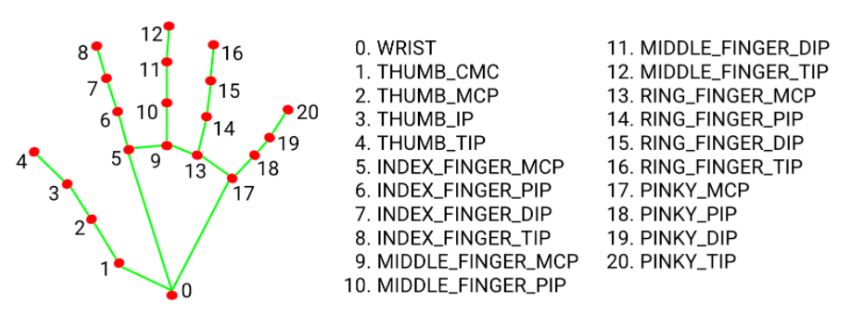 12
8
16
11
7
15
10
20
6
14
19
4
5
9
13
18
3
17
2
1
0
0. WRIST
1. THUMB_CMC
2. THUMB_MCP
3. THUMB_IP
4. THUMB_TIP
5. INDEX_FINGER_MCP
6. INDEX_FINGER_PIP
7. INDEX_FINGER_DIP
8. INDEX_FINGER_TIP
9. MIDDLE_FINGER_MCP
10. MIDDLE_FINGER_PIP
11. MIDDLE_FINGER_DIP
12. MIDDLE_FINGER_TIP
13. RING_FINGER_MCP
14. RING_FINGER_PIP
15. RING_FINGER_DIP
16. RING_FINGER_TIP
17. PINKY_MCP
18. PINKY_PIP
19. PINKY_DIP
20. PINKY_TIP